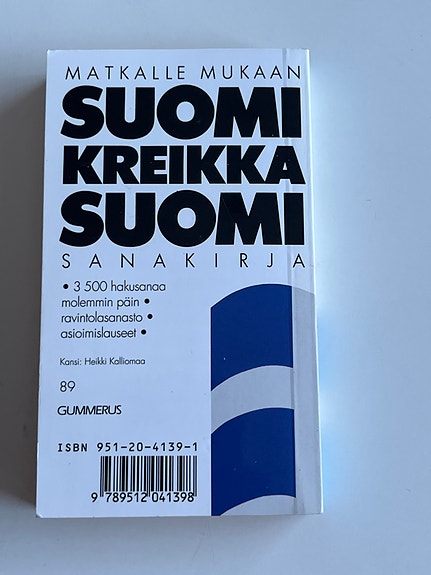 MATKALLE MUKAAN
SUOMI
KREIKKA
SUOMI
SANAKIRJA
• 3 500 hakusanaa
molemmin päin •
ravintolasanasto •
asioimislauseet •
Kansi: Heikki Kalliomaa
89
GUMMERUS
ISBN 951-20-4139-1
9 789512 041398